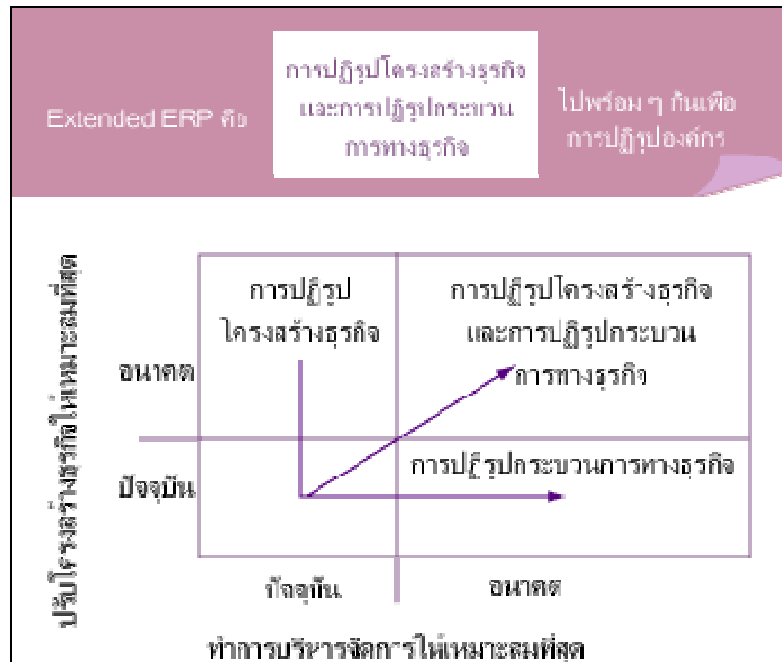 Extended ERP คือ
การปฏิรูปโครงสร้างธุรกิจ
และการปฏิรูปกระบวน
การทางธุรกิจ
ไปพร้อม ๆ กันเพื่อ
การปฏิรูปองค์กร
ปรับโครงสร้างธุรกิจให้เหมาะสมที่สุด
การปฏิรูป
โครงสร้างธุรกิจ
การปฏิรูปโครงสร้างธุรกิจ
และการปฏิรูปกระบวน
การทางธุรกิจ
อนาคต
ปัจจุบัน
การปฏิรูปกระบวนการทางธุรกิจ
ปัจจุบัน
อนาคต
ทำการบริหารจัดการให้เหมาะสมที่สุด